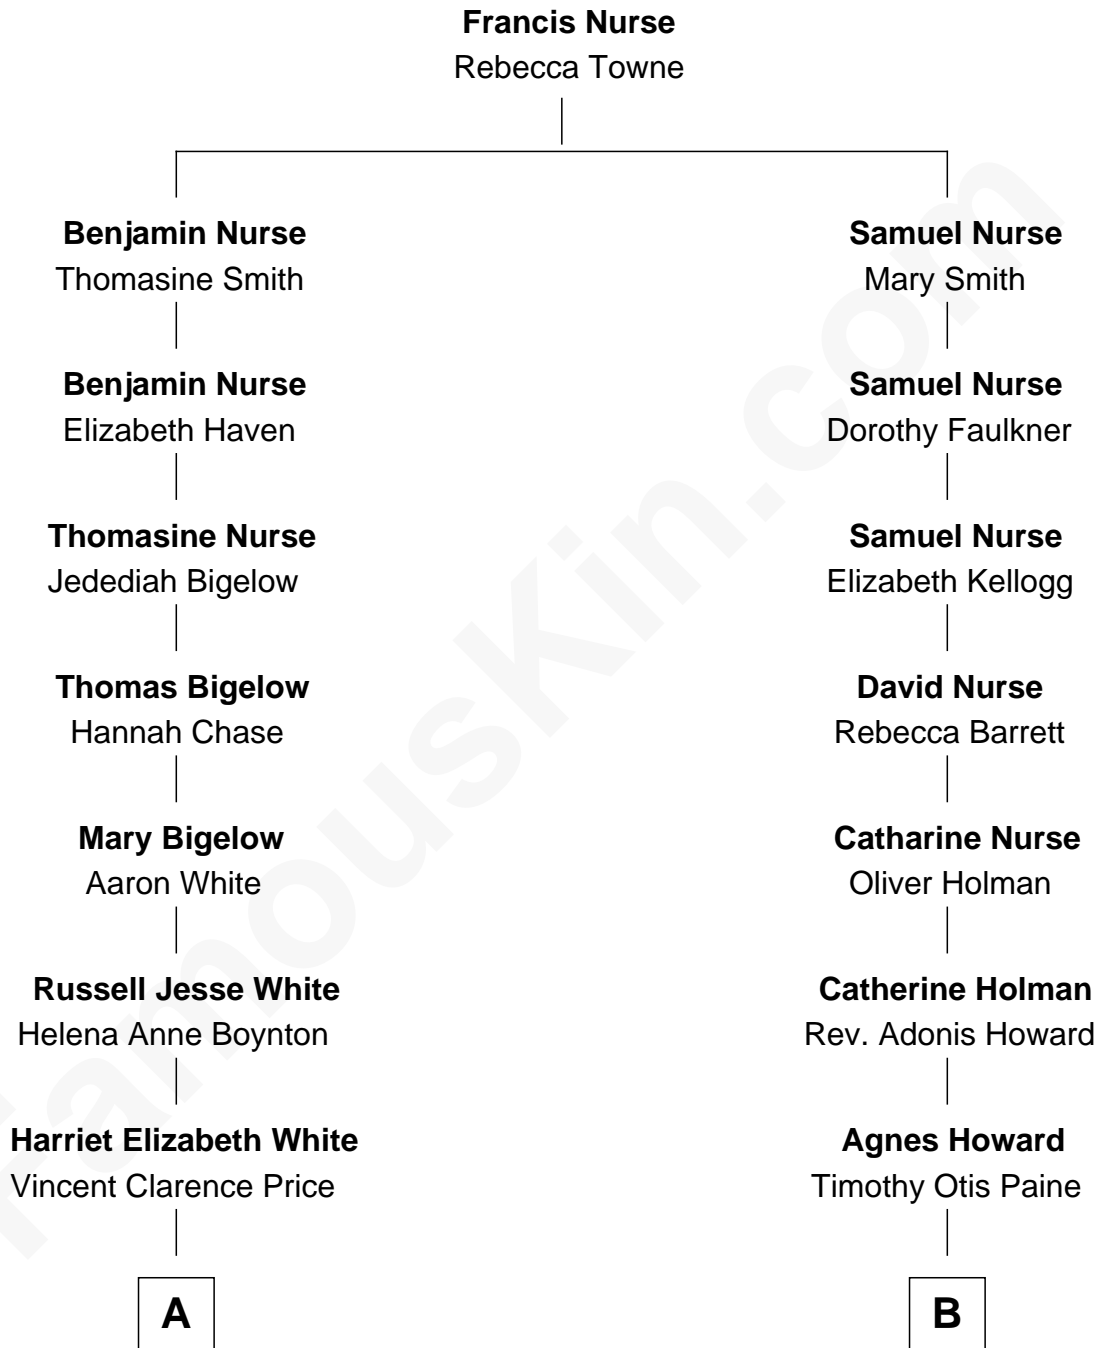 Francis Nurse
Rebecca Towne
Benjamin Nurse
Thomasine Smith
Samuel Nurse
Mary Smith
Benjamin Nurse
Elizabeth Haven
Samuel Nurse
Dorothy Faulkner
Thomasine Nurse
Jedediah Bigelow
Samuel Nurse
Elizabeth Kellogg
Thomas Bigelow
Hannah Chase
David Nurse
Rebecca Barrett
Mary Bigelow
Aaron White
Catharine Nurse
Oliver Holman
Russell Jesse White
Helena Anne Boynton
Catherine Holman
Rev. Adonis Howard
Harriet Elizabeth White
Vincent Clarence Price
Agnes Howard
Timothy Otis Paine
A
B
FamousKin.com